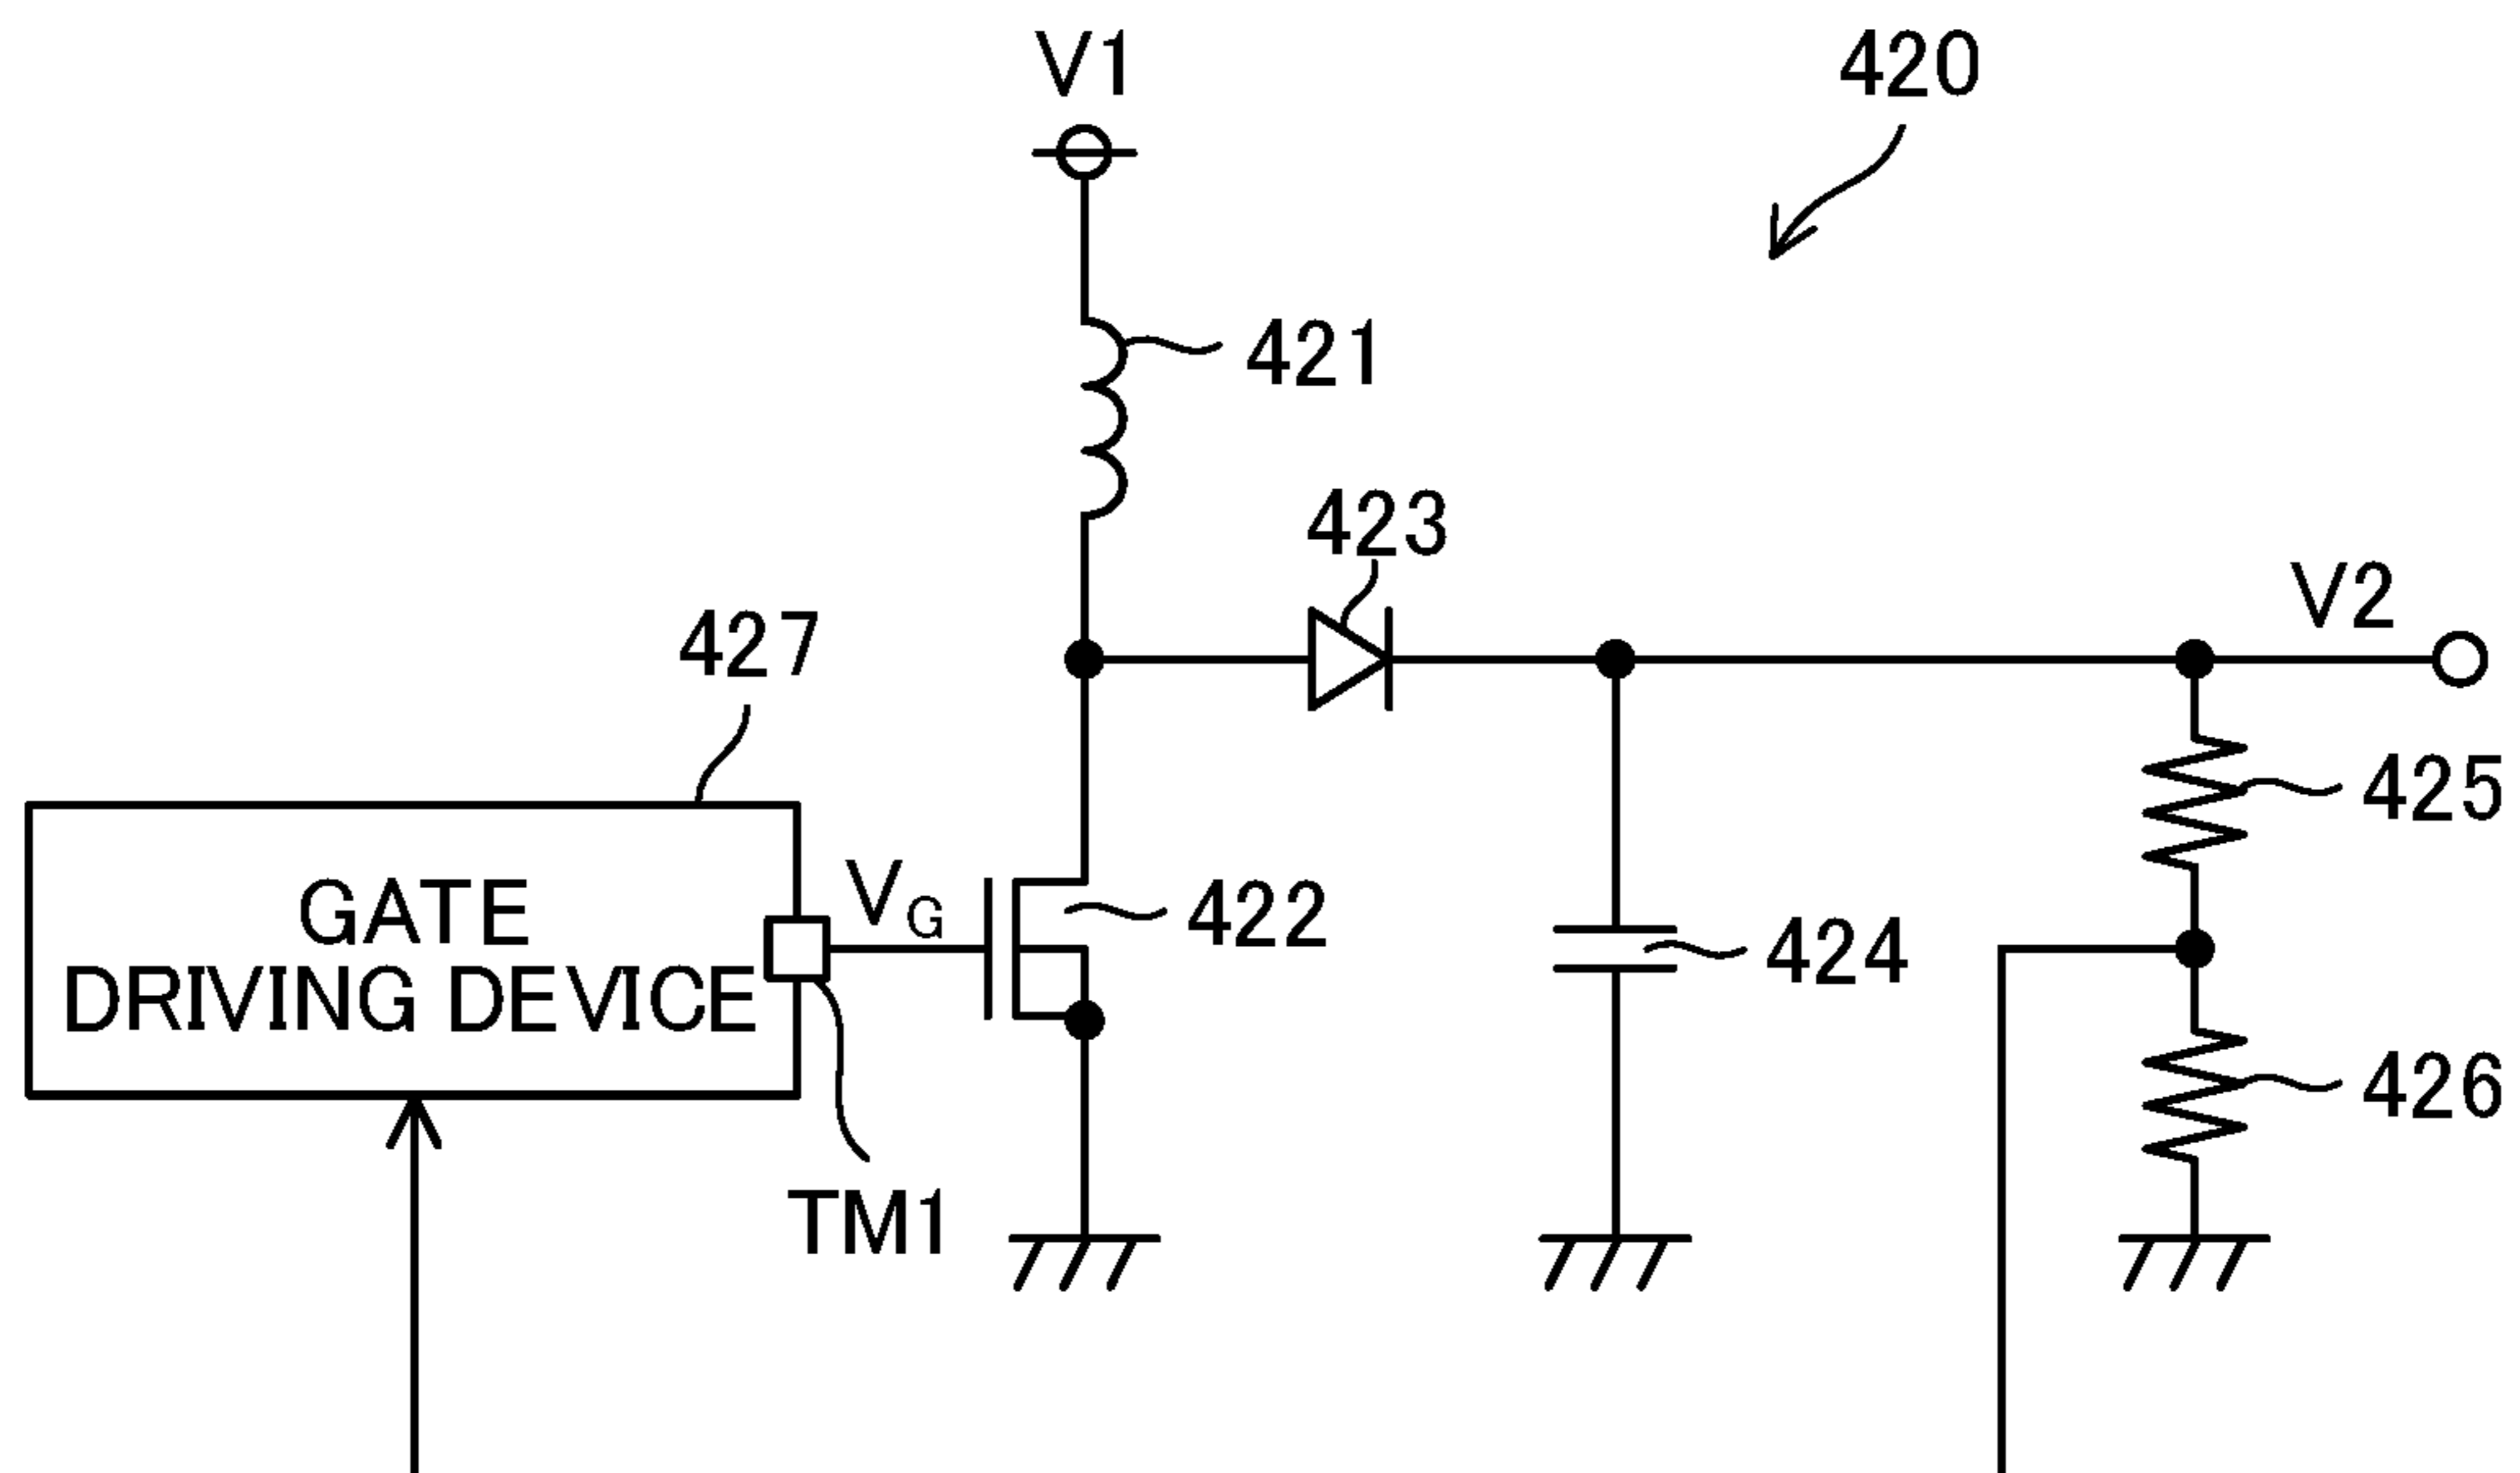 V1
420
421
423
V2
427
425
GATE
DRIVING DEVICE
VG
422
424
426
TM1